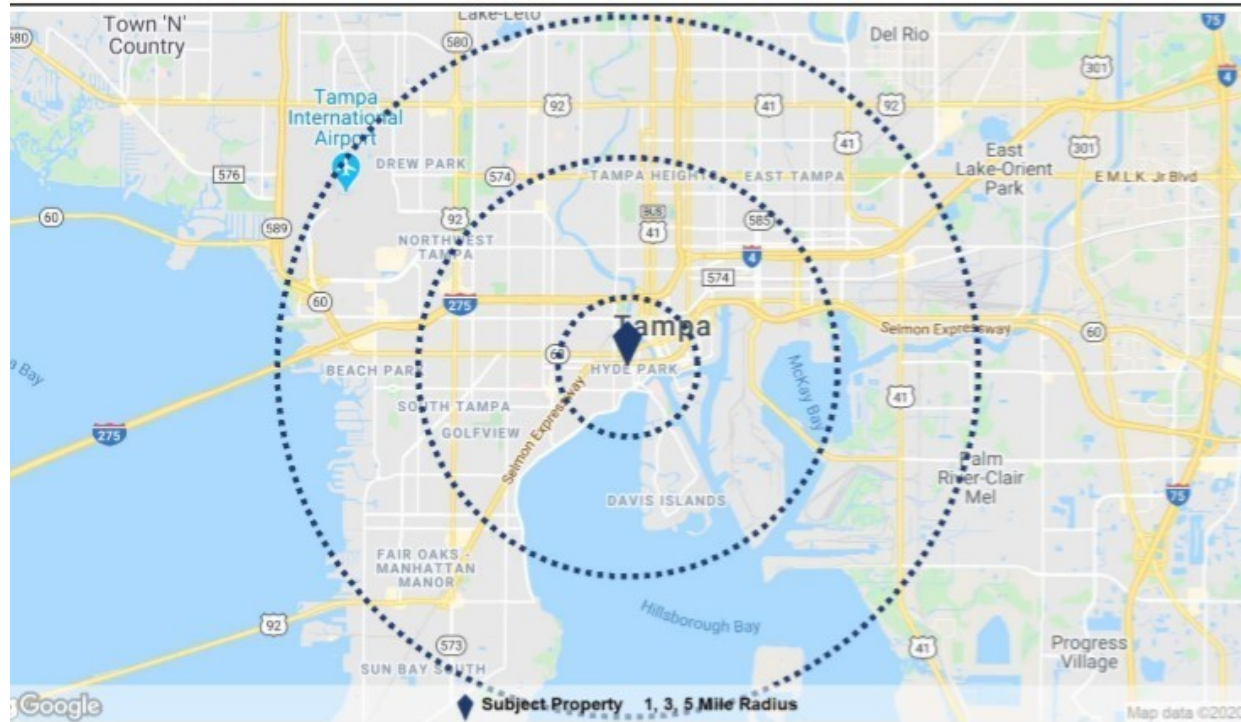 Town 'N'
Country
Lake-Leto
Del Rio
75
580
580
301
4
Tampa
International
Airport
92
41
92
41
DREW PARK
576
574
TAMPA HEIGHT
EAST TAMPA
East
Lake-Orient
Park
301
E M.L.K. Jr Blvd
60
589
92
BUS
41
585
NORTHWEST
TAMPA
4
574
60
275
Tampa
Selmon Expressway
60
BEACH PARK
60
HYDE PARK
McKay Bay
a Bay
SOUTH TAMPA
GOLFVIEW
Selmon Expressway
41
275
Palm
River-Clair
Mel
75
DAVIS ISLANDS
FAIR OAKS -
MANHATTAN
MANOR
Hillsborough Bay
92
573
41
Progress
Village
SUN BAY SOUTH
Google
Subject Property 1, 3, 5 Mile Radius
Map data ©2020